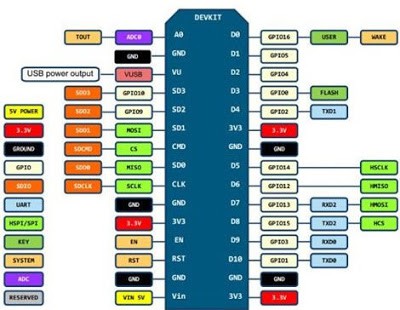 DEVKIT
TOUT ADC0 A0 D0 GPIO16 USER WAKE
GND GND D1 GPIO5
USB power output VUSB VU D2 GPIO4
SDD3 GPIO10 SD3 D3 GPIO0 FLASH
5V POWER SDD2 GPIO9 SD2 D4 GPIO2 TXD1
3.3V SDD1 MOSI SD1 3V3 3.3V
GROUND SDCMD CS CMD GND GND
GPIO SDD0 MISO SD0 D5 GPIO14 HSCLK
SDIO SDCLK SCLK CLK D6 GPIO12 HMISO
UART GND GND D7 GPIO13 RXD2 HMOSI
HSPI/SPI 3.3V 3V3 D8 GPIO15 TXD2 HCS
KEY EN EN D9 GPIO3 RXD0
SYSTEM RST RST D10 GPIO1 TXD0
ADC GND GND GND GND
RESERVED VIN 5V Vin 3V3 3.3V